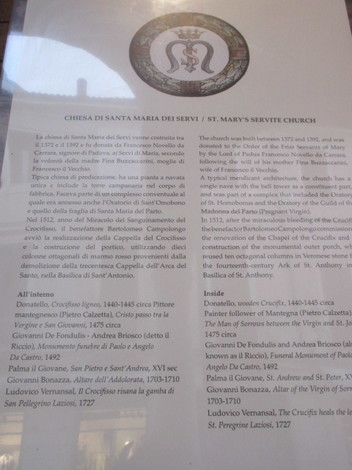 CHIESA DI SANTA MARIA DEI SERVI / ST. MARY'S SERVITE CHURCH
La chiesa di Santa Maria dei Servi venne costruita tra
il 1372 e il 1392 e fu donata da Francesco Novello da
Carrara, signore di Padova, ai Servi di Maria, secondo
la volontà della madre Fina Buzzaccarini, moglie di
Francesco il Vecchio.
Tipica chiesa di predicazione, ha una pianta a navata
unica e include la torre campanaria nel corpo di
fabbrica. Faceva parte di un complesso conventuale al
quale era annesso anche l'Oratorio di Sant'Omobono
e quello della fraglia di Santa Maria del Parto.
Nel 1512, anno del Miracolo del Sanguinamento del
Crocifisso, il benefattore Bartolomeo Campolongo
avviò la realizzazione della Cappella del Crocifisso
e la costruzione del portico, utilizzando dieci
colonne ottagonali di marmo rosso provenienti dalla
demolizione della trecentesca Cappella dell'Arca del
Santo, nella Basilica di Sant'Antonio.
All'interno
Donatello, Crocifisso ligneo, 1440-1445 circa Pittore
mantegnesco (Pietro Calzetta), Cristo passo tra la
Vergine e San Giovanni, 1475 circa
Giovanni De Fondulis - Andrea Briosco (detto il
Riccio), Monumento funebre di Paolo e Angelo
Da Castro, 1492
Palma il Giovane, San Pietro e Sant'Andrea, XVI sec
Giovanni Bonazza, Altare dell'Addolorata, 1703-1710
Ludovico Vernansal, Il Crocifisso risana la gamba di
San Pellegrino Laziosi, 1727
The church was built between 1372 and 1392, and was
donated to the Order of the Friar Servants of Mary
by the Lord of Padua Francesco Novello da Carrara,
following the will of his mother Fina Buzzaccarini,
wife of Francesco il Vecchio.
A typical mendicant architecture, the church has a
single nave with the bell tower as a constituent part,
and was part of a complex that included the Oratory
of St. Homobonus and the Oratory of the Guild of the
Madonna del Parto (Pregnant Virgin).
In 1512, after the miraculous Bleeding of the Crucifix,
the benefactor Bartolomeo Campolongo commissioned
the renovation of the Chapel of the Crucifix and
construction of the monumental outer porch, wh
reused ten octagonal columns in Veronese stone f
the fourteenth-century Ark of St. Anthony in
Basilica of St. Anthony.
Inside
Donatello, wooden Crucifix, 1440-1445 circa
Painter follower of Mantegna (Pietro Calzetta),
The Man of Sorrows between the Virgin and St. Jo
1475 circa
Giovanni De Fondulis and Andrea Briosco (als
known as il Riccio), Funeral Monument of Paolo
Angelo Da Castro, 1492
Palma il Giovane, St. Andrew and St. Peter, XV
Giovanni Bonazza, Altar of the Virgin of Sorro
1703-1710
Ludovico Vernansal, The Crucifix heals the le
St. Peregrine Laziosi, 1727